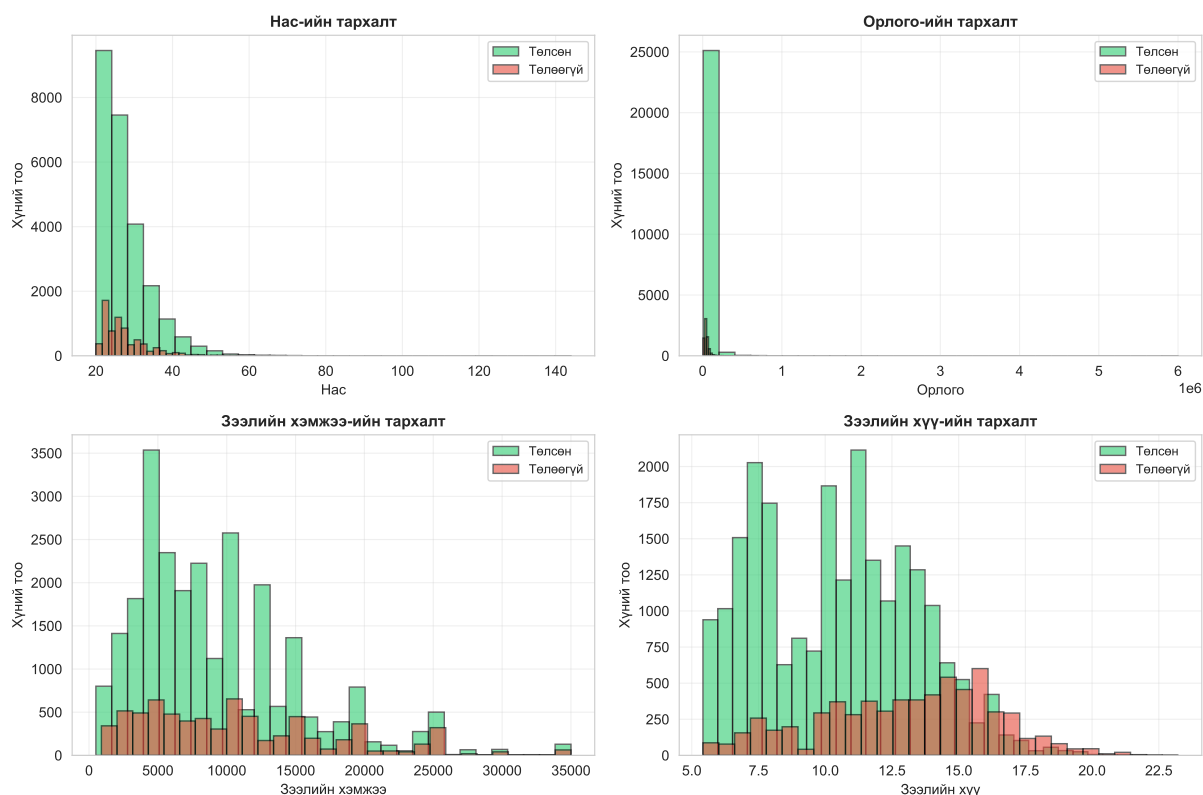 Нас-ийн тархалт
Төлсөн
Төлөөгүй
Хүний тоо
8000
6000
4000
2000
0
20 40 60 80 100 120 140
Нас
Орлого-ийн тархалт
Төлсөн
Төлөөгүй
Хүний тоо
25000
20000
15000
10000
5000
0
0 1 2 3 4 5 6
1e6
Орлого
Зээлийн хэмжээ-ийн тархалт
Төлсөн
Төлөөгүй
Хүний тоо
3500
3000
2500
2000
1500
1000
500
0
0 5000 10000 15000 20000 25000 30000 35000
Зээлийн хэмжээ
Зээлийн хүү-ийн тархалт
Төлсөн
Төлөөгүй
Хүний тоо
2000
1750
1500
1250
1000
750
500
250
0
5.0 7.5 10.0 12.5 15.0 17.5 20.0 22.5
Зээлийн хүү